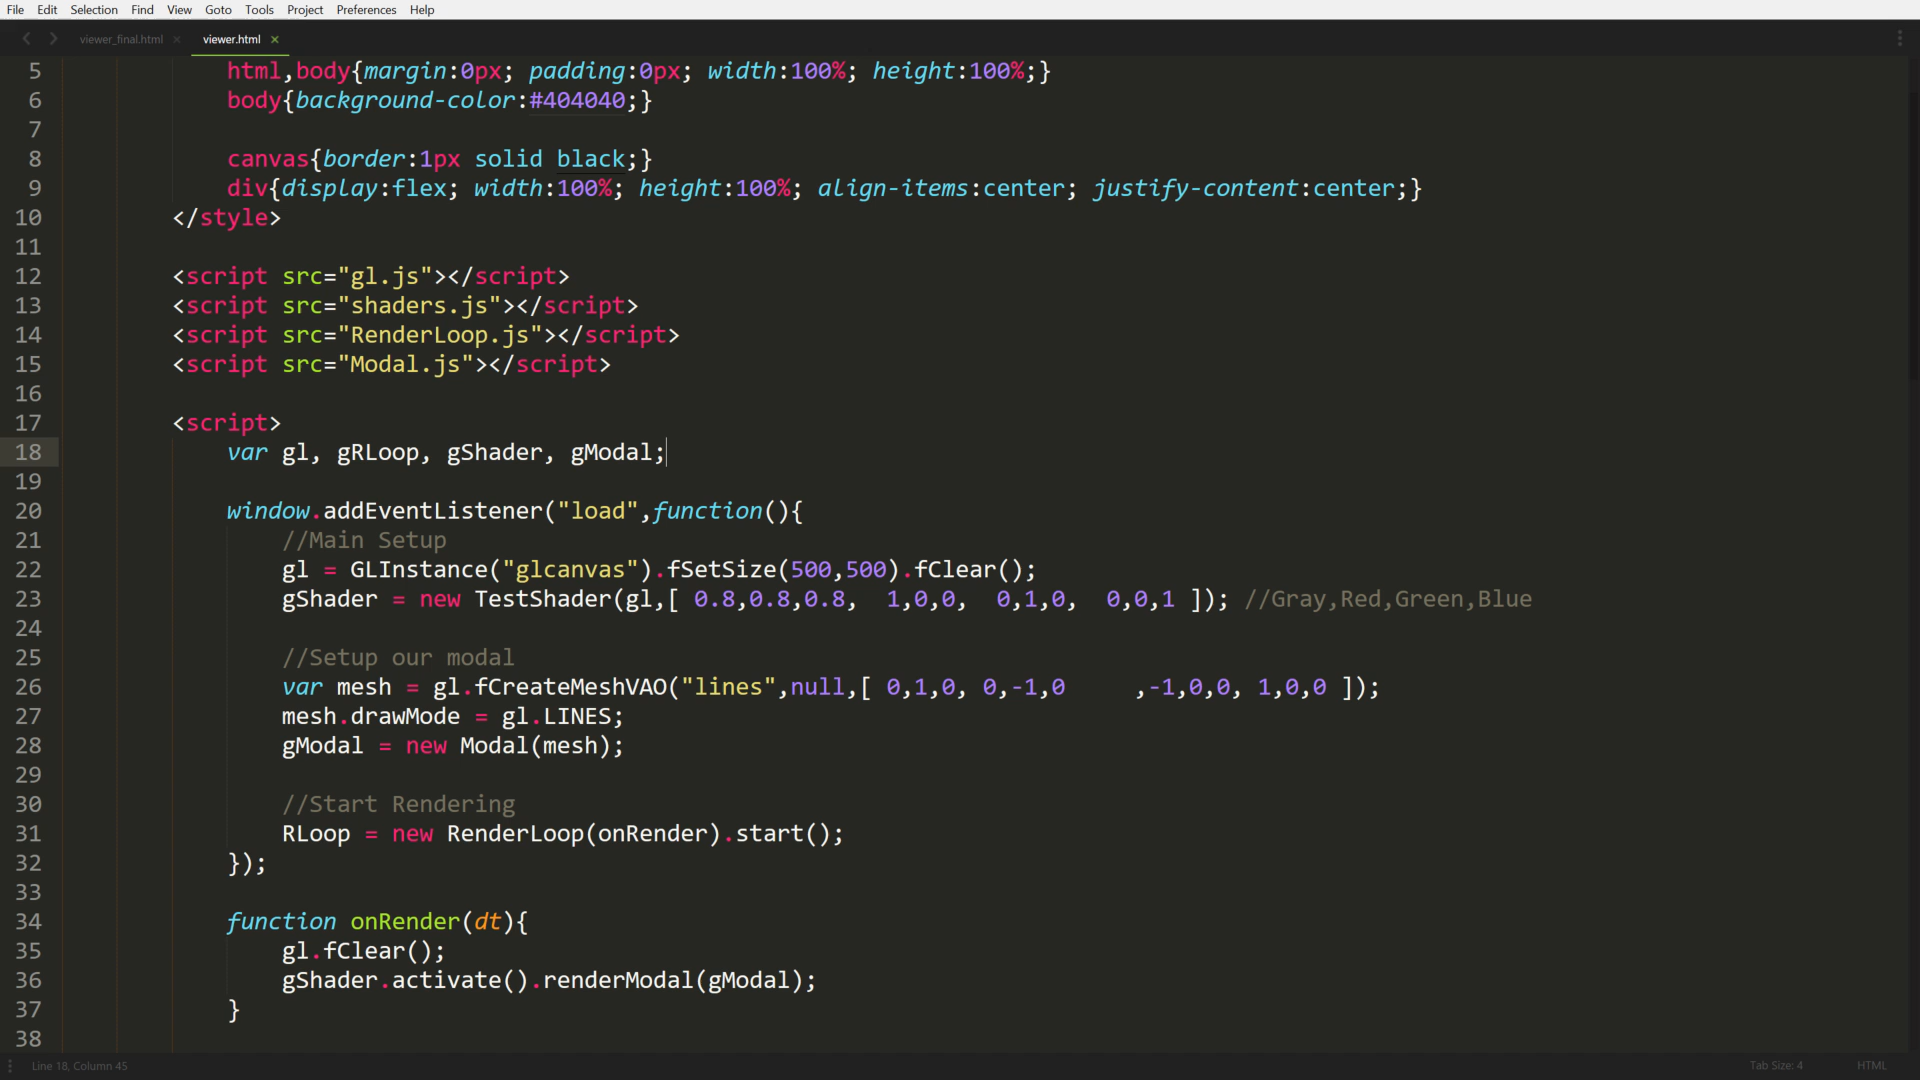 File Edit Selection Find View Goto Tools Project Preferences Help
viewer_final.html × viewer.html ×
5 html,body{margin:0px; padding:0px; width:100%; height:100%;}
6 body{background-color:#404040;}
7
8 canvas{border:1px solid black;}
9 div{display:flex; width:100%; height:100%; align-items:center; justify-content:center;}
10 </style>
11
12 <script src="gl.js"></script>
13 <script src="shaders.js"></script>
14 <script src="RenderLoop.js"></script>
15 <script src="Modal.js"></script>
16
17 <script>
18 var gl, gRLoop, gShader, gModal;
19
20 window.addEventListener("load",function(){
21 //Main Setup
22 gl = GLInstance("glcanvas").fSetSize(500,500).fClear();
23 gShader = new TestShader(gl,[ 0.8,0.8,0.8,  1,0,0,  0,1,0,  0,0,1 ]); //Gray,Red,Green,Blue
24
25 //Setup our modal
26 var mesh = gl.fCreateMeshVAO("lines",null,[ 0,1,0, 0,-1,0     ,-1,0,0, 1,0,0 ]);
27 mesh.drawMode = gl.LINES;
28 gModal = new Modal(mesh);
29
30 //Start Rendering
31 RLoop = new RenderLoop(onRender).start();
32 });
33
34 function onRender(dt){
35 gl.fClear();
36 gShader.activate().renderModal(gModal);
37 }
38
Line 18, Column 45 Tab Size: 4 HTML